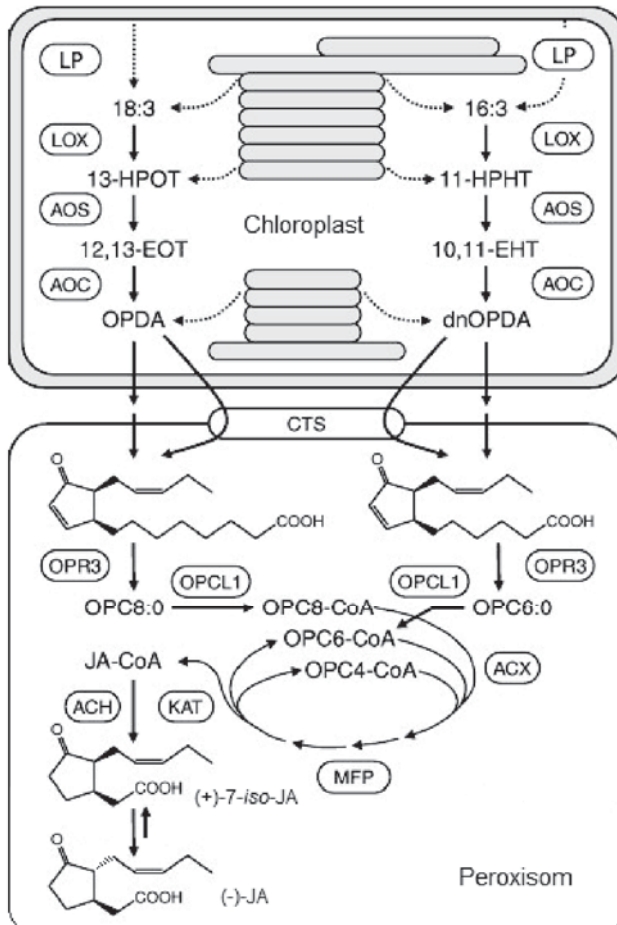 LP
LP
18:3
16:3
LOX
LOX
13-HPOT
11-HPHT
AOS
AOS
Chloroplast
12,13-EOT
10,11-EHT
AOC
AOC
OPDA
dnOPDA
CTS
O
O
COOH
COOH
OPR3
OPCL1
OPCL1
OPR3
OPC8:0
OPC8-CoA
OPC6:0
OPC6-CoA
JA-CoA
OPC4-CoA
ACX
ACH
KAT
O
MFP
COOH
(+)-7-iso-JA
O
COOH
(-)-JA
Peroxisom